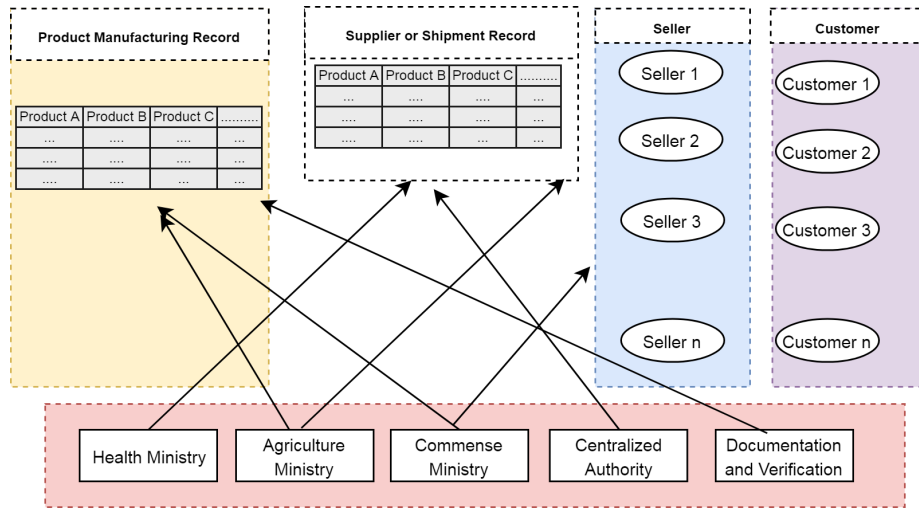 Product Manufacturing Record
Product A Product B Product C ..........
... .... .... ...
.... .... .... ...
.... .... ... ...
Supplier or Shipment Record
Product A Product B Product C ..........
... .... .... ...
.... .... .... ...
.... .... ... ...
Seller
Seller 1
Seller 2
Seller 3
Seller n
Customer
Customer 1
Customer 2
Customer 3
Customer n
Health Ministry
Agriculture
Ministry
Commense
Ministry
Centralized
Authority
Documentation
and Verification